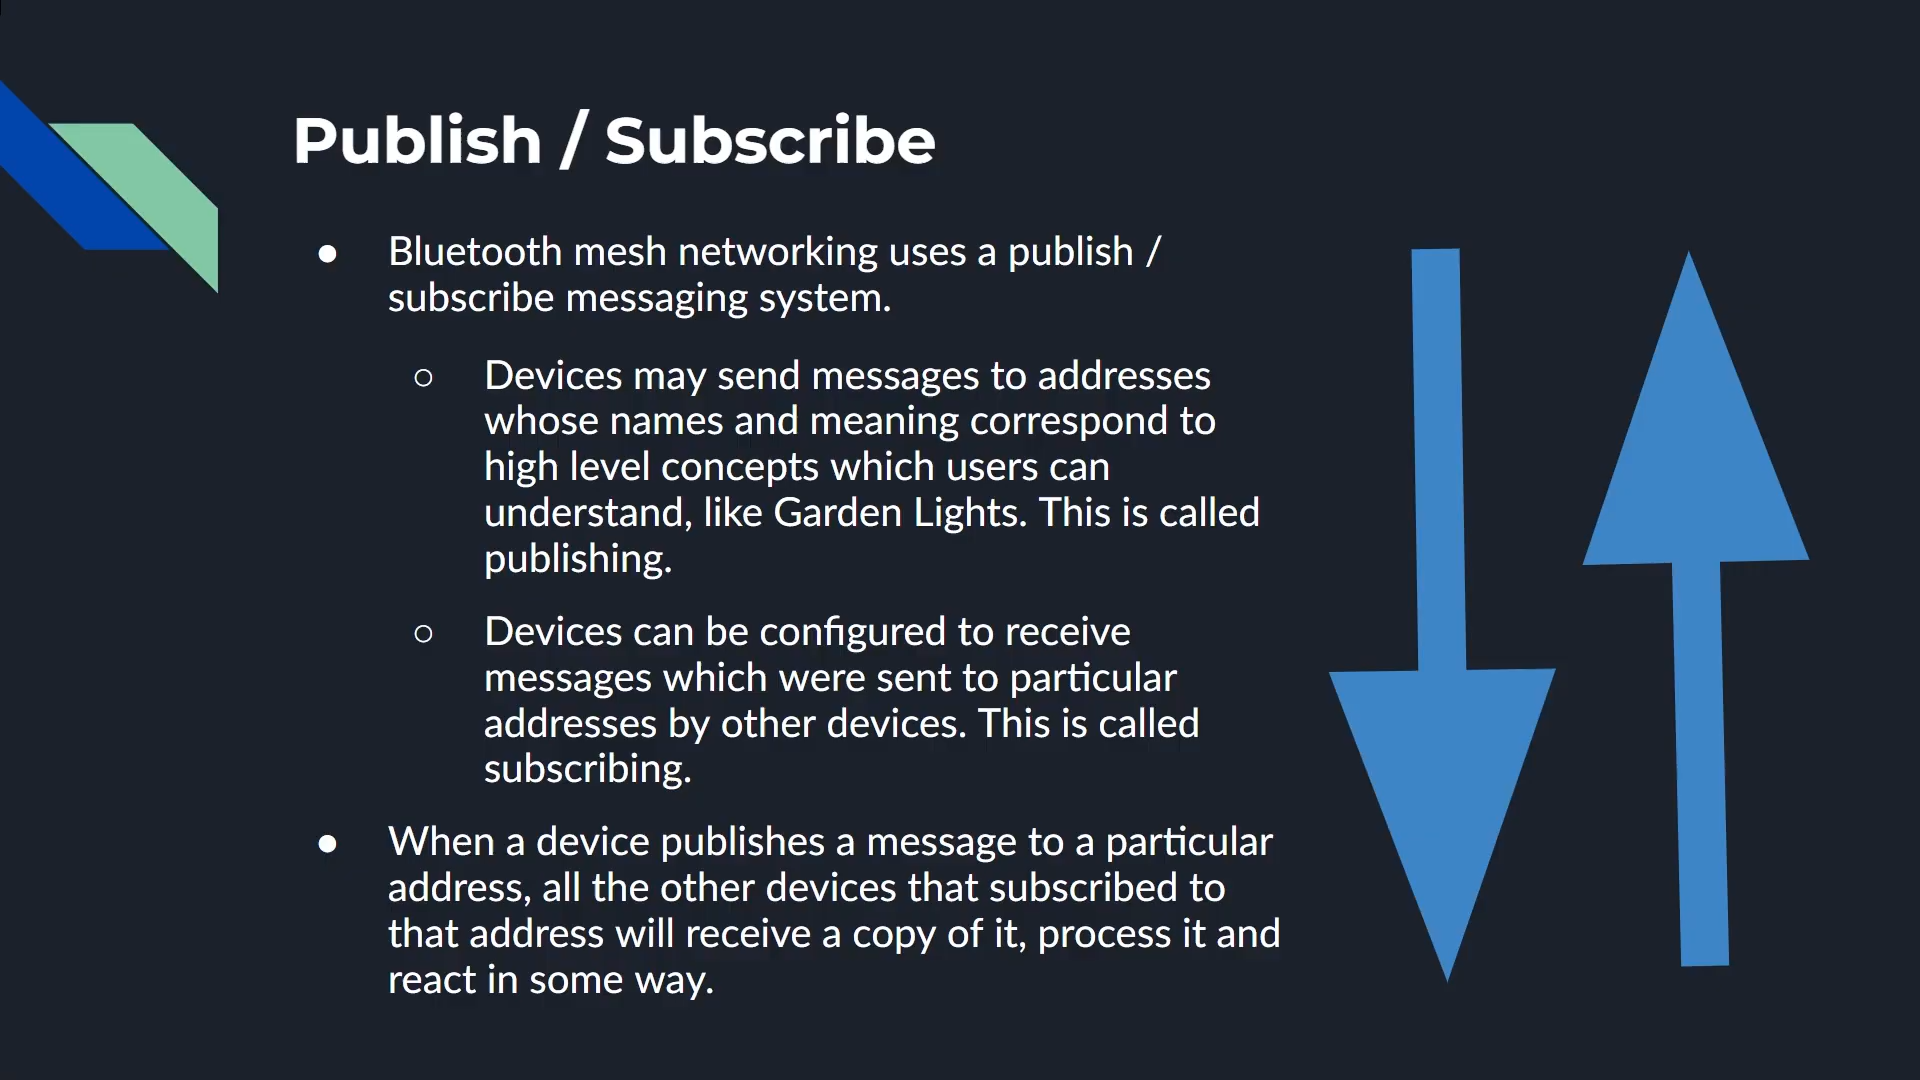 Publish / Subscribe
● Bluetooth mesh networking uses a publish /
subscribe messaging system.
○ Devices may send messages to addresses
whose names and meaning correspond to
high level concepts which users can
understand, like Garden Lights. This is called
publishing.
○ Devices can be configured to receive
messages which were sent to particular
addresses by other devices. This is called
subscribing.
● When a device publishes a message to a particular
address, all the other devices that subscribed to
that address will receive a copy of it, process it and
react in some way.